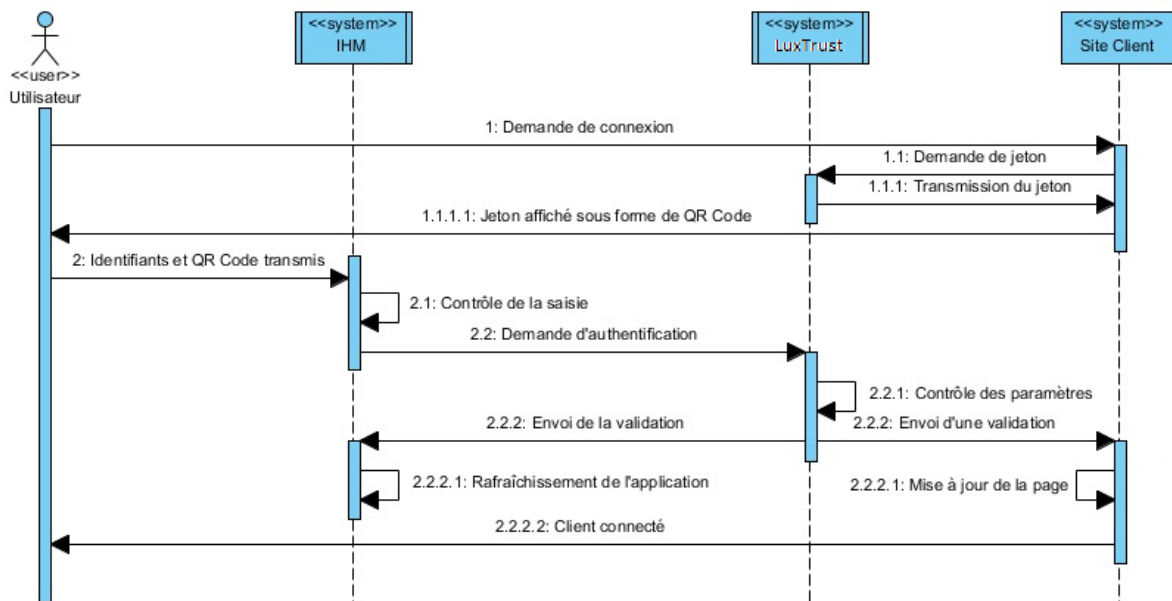 <<system>>
IHM
<<system>>
LuxTrust
<<system>>
Site Client
<<user>>
Utilisateur
1: Demande de connexion
1.1: Demande de jeton
1.1.1: Transmission du jeton
1.1.1.1: Jeton affiché sous forme de QR Code
2: Identifiants et QR Code transmis
2.1: Contrôle de la saisie
2.2: Demande d'authentification
2.2.1: Contrôle des paramètres
2.2.2: Envoi de la validation
2.2.2: Envoi d'une validation
2.2.2.1: Rafraîchissement de l'application
2.2.2.1: Mise à jour de la page
2.2.2.2: Client connecté